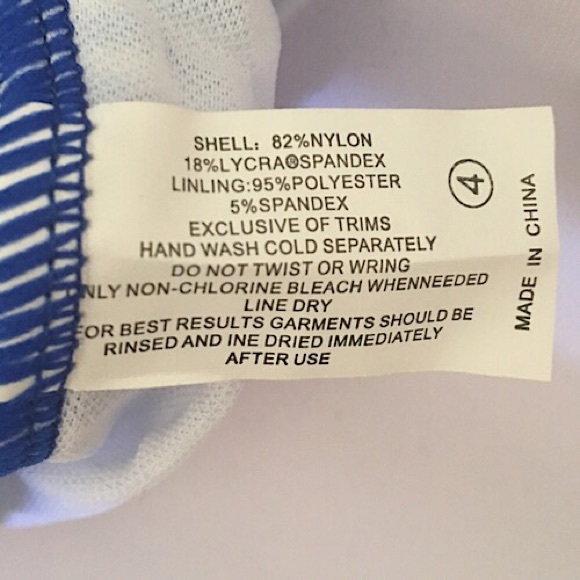 SHELL: 82%NYLON
18%LYCRA®SPANDEX
LINLING:95%POLYESTER
5%SPANDEX
EXCLUSIVE OF TRIMS
HAND WASH COLD SEPARATELY
DO NOT TWIST OR WRING
NLY NON-CHLORINE BLEACH WHENNEEDED
LINE DRY
FOR BEST RESULTS GARMENTS SHOULD BE
RINSED AND INE DRIED IMMEDIATELY
AFTER USE
4
MADE IN CHINA